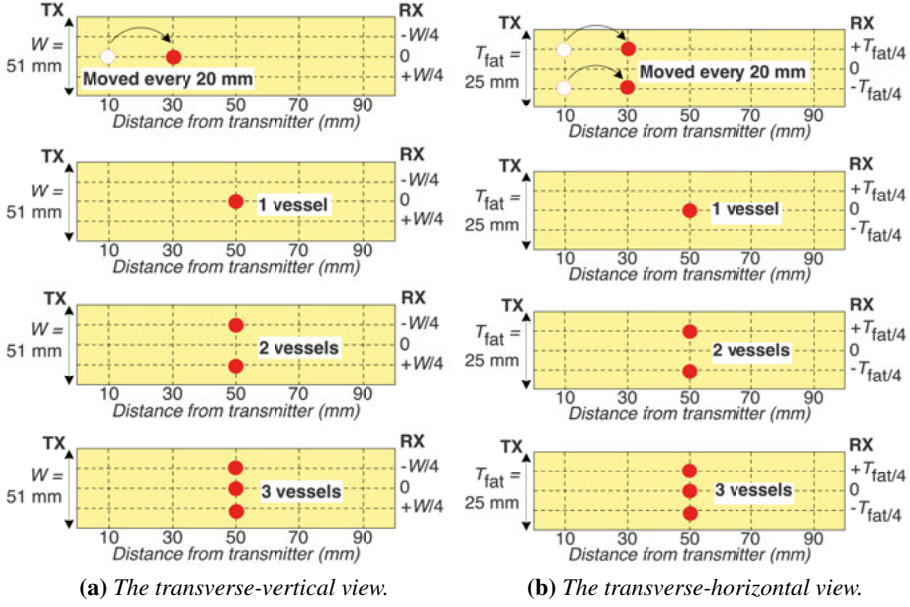 TX
RX
W =
51 mm
-W/4
0
+W/4
Moved every 20 mm
10 30 50 70 90
Distance from transmitter (mm)
TX
RX
W =
51 mm
-W/4
0
+W/4
1 vessel
10 30 50 70 90
Distance from transmitter (mm)
TX
RX
W =
51 mm
-W/4
0
+W/4
2 vessels
10 30 50 70 90
Distance from transmitter (mm)
TX
RX
W =
51 mm
-W/4
0
+W/4
3 vessels
10 30 50 70 90
Distance from transmitter (mm)
(a) The transverse-vertical view.
TX
RX
Tfat =
25 mm
+Tfat/4
0
-Tfat/4
Moved every 20 mm
10 30 50 70 90
Distance from transmitter (mm)
TX
RX
Tfat =
25 mm
+Tfat/4
0
-Tfat/4
1 vessel
10 30 50 70 90
Distance from transmitter (mm)
TX
RX
Tfat =
25 mm
+Tfat/4
0
-Tfat/4
2 vessels
10 30 50 70 90
Distance from transmitter (mm)
TX
RX
Tfat =
25 mm
+Tfat/4
0
-Tfat/4
3 vessels
10 30 50 70 90
Distance from transmitter (mm)
(b) The transverse-horizontal view.